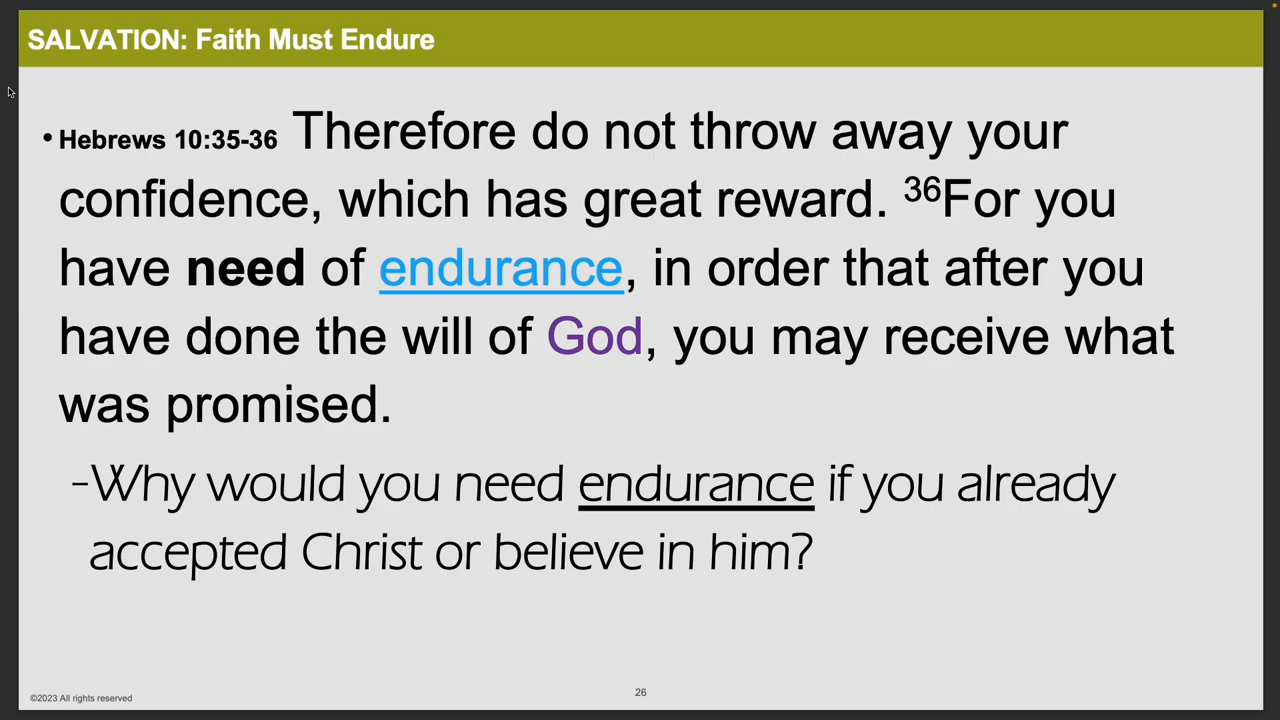 SALVATION: Faith Must Endure
• Hebrews 10:35-36 Therefore do not throw away your
confidence, which has great reward. 36For you
have need of endurance, in order that after you
have done the will of God, you may receive what
was promised.
-Why would you need endurance if you already
accepted Christ or believe in him?
©2023 All rights reserved
26